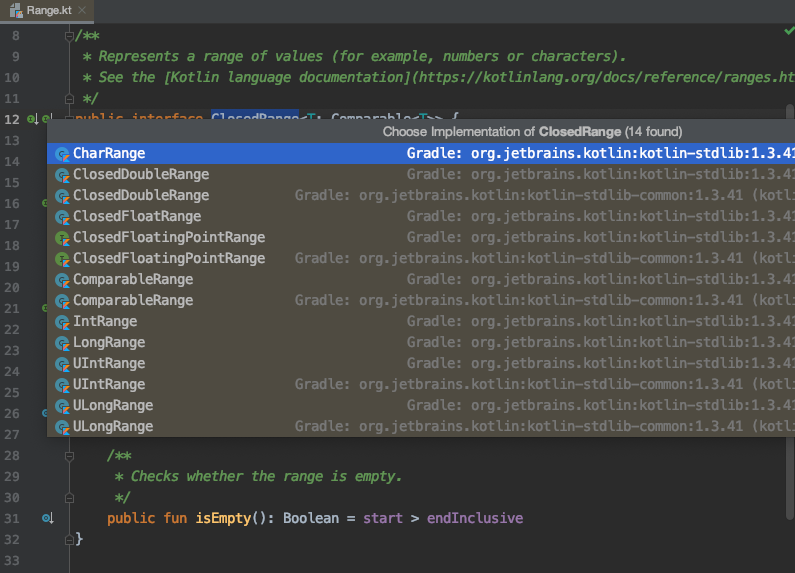 Range.kt
8 /**
9 * Represents a range of values (for example, numbers or characters).
10 * See the [Kotlin language documentation](https://kotlinlang.org/docs/reference/ranges.ht
11 */
12 public interface ClosedRange<T: Comparable<T>> {
13 Choose Implementation of ClosedRange (14 found)
14 CharRange Gradle: org.jetbrains.kotlin:kotlin-stdlib:1.3.41
15 ClosedDoubleRange Gradle: org.jetbrains.kotlin:kotlin-stdlib:1.3.41
16 ClosedDoubleRange Gradle: org.jetbrains.kotlin:kotlin-stdlib-common:1.3.41 (kotl
17 ClosedFloatRange Gradle: org.jetbrains.kotlin:kotlin-stdlib:1.3.41
18 ClosedFloatingPointRange Gradle: org.jetbrains.kotlin:kotlin-stdlib:1.3.41
19 ClosedFloatingPointRange Gradle: org.jetbrains.kotlin:kotlin-stdlib-common:1.3.41 (kotl
20 ComparableRange Gradle: org.jetbrains.kotlin:kotlin-stdlib:1.3.41
21 ComparableRange Gradle: org.jetbrains.kotlin:kotlin-stdlib-common:1.3.41 (kotl
22 IntRange Gradle: org.jetbrains.kotlin:kotlin-stdlib:1.3.41
23 LongRange Gradle: org.jetbrains.kotlin:kotlin-stdlib:1.3.41
24 UIntRange Gradle: org.jetbrains.kotlin:kotlin-stdlib:1.3.41
25 UIntRange Gradle: org.jetbrains.kotlin:kotlin-stdlib-common:1.3.41 (kotl
26 ULongRange Gradle: org.jetbrains.kotlin:kotlin-stdlib:1.3.41
27 ULongRange Gradle: org.jetbrains.kotlin:kotlin-stdlib-common:1.3.41 (kotl
28 /**
29 * Checks whether the range is empty.
30 */
31 public fun isEmpty(): Boolean = start > endInclusive
32 }
33